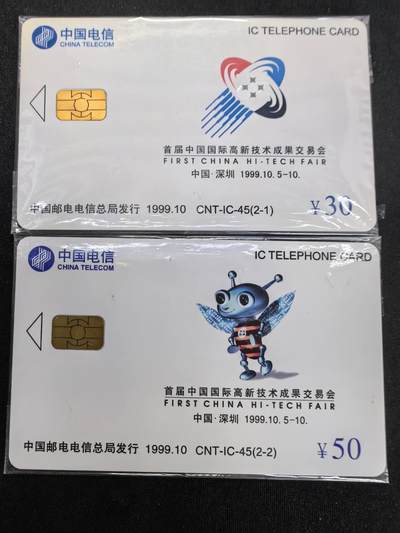 中国电信
CHINA TELECOM
IC TELEPHONE CARD
首届中国国际高新技术成果交易会
FIRST CHINA HI-TECH FAIR
中国·深圳 1999.10.5-10.
中国邮电电信总局发行 1999.10 CNT-IC-45(2-1)
¥30
中国电信
CHINA TELECOM
IC TELEPHONE CARD
首届中国国际高新技术成果交易会
FIRST CHINA HI-TECH FAIR
中国·深圳 1999.10.5-10.
中国邮电电信总局发行 1999.10 CNT-IC-45(2-2)
¥50